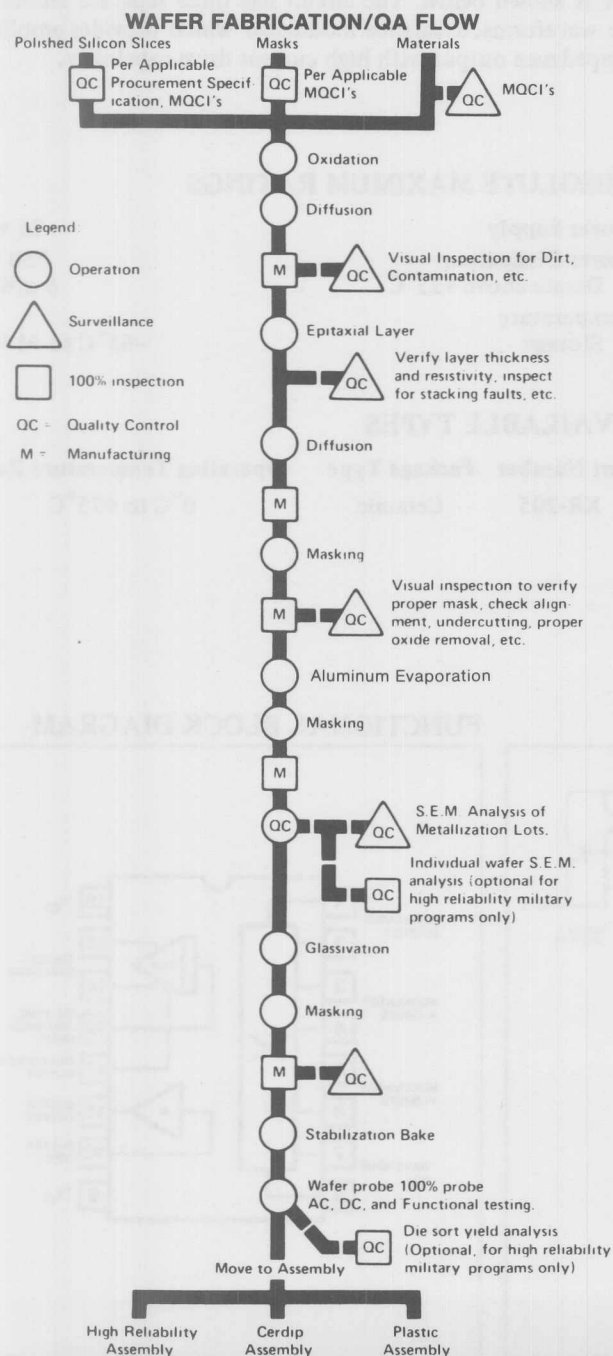 WAFER FABRICATION/QA FLOW
Polished Silicon Slices
Masks
Materials
QC
Per Applicable
Procurement Specif-
ication, MQCI's
QC
Per Applicable
MQCI's
QC
MQCI's
Oxidation
Diffusion
Legend
Operation
Surveillance
100% inspection
QC = Quality Control
M = Manufacturing
M
QC
Visual Inspection for Dirt,
Contamination, etc.
Epitaxial Layer
QC
Verify layer thickness
and resistivity, inspect
for stacking faults, etc.
Diffusion
M
Masking
M
QC
Visual inspection to verify
proper mask, check align-
ment, undercutting, proper
oxide removal, etc.
Aluminum Evaporation
Masking
M
QC
QC
S.E.M. Analysis of
Metallization Lots.
QC
Individual wafer S.E.M.
analysis (optional for
high reliability military
programs only)
Glassivation
Masking
M
QC
Stabilization Bake
Wafer probe 100% probe
AC, DC, and Functional testing.
QC
Die sort yield analysis
(Optional, for high reliability
military programs only)
Move to Assembly
High Reliability
Assembly
Cerdip
Assembly
Plastic
Assembly